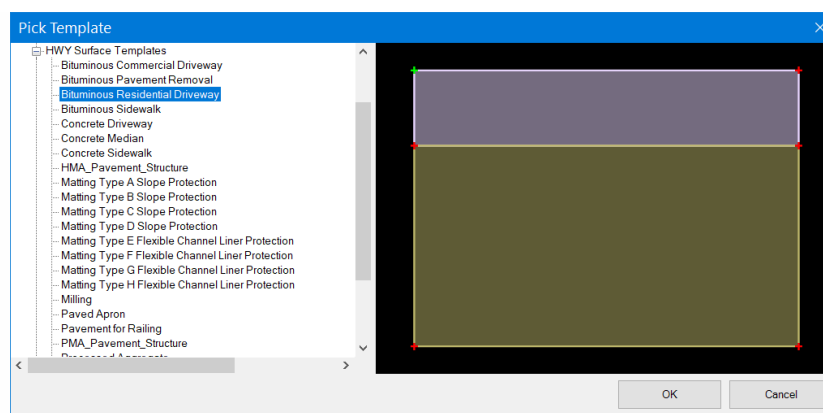 Pick Template
HWY Surface Templates
Bituminous Commercial Driveway
Bituminous Pavement Removal
Bituminous Residential Driveway
Bituminous Sidewalk
Concrete Driveway
Concrete Median
Concrete Sidewalk
HMA_Pavement_Structure
Matting Type A Slope Protection
Matting Type B Slope Protection
Matting Type C Slope Protection
Matting Type D Slope Protection
Matting Type E Flexible Channel Liner Protection
Matting Type F Flexible Channel Liner Protection
Matting Type G Flexible Channel Liner Protection
Matting Type H Flexible Channel Liner Protection
Milling
Paved Apron
Pavement for Railing
PMA_Pavement_Structure
OK
Cancel